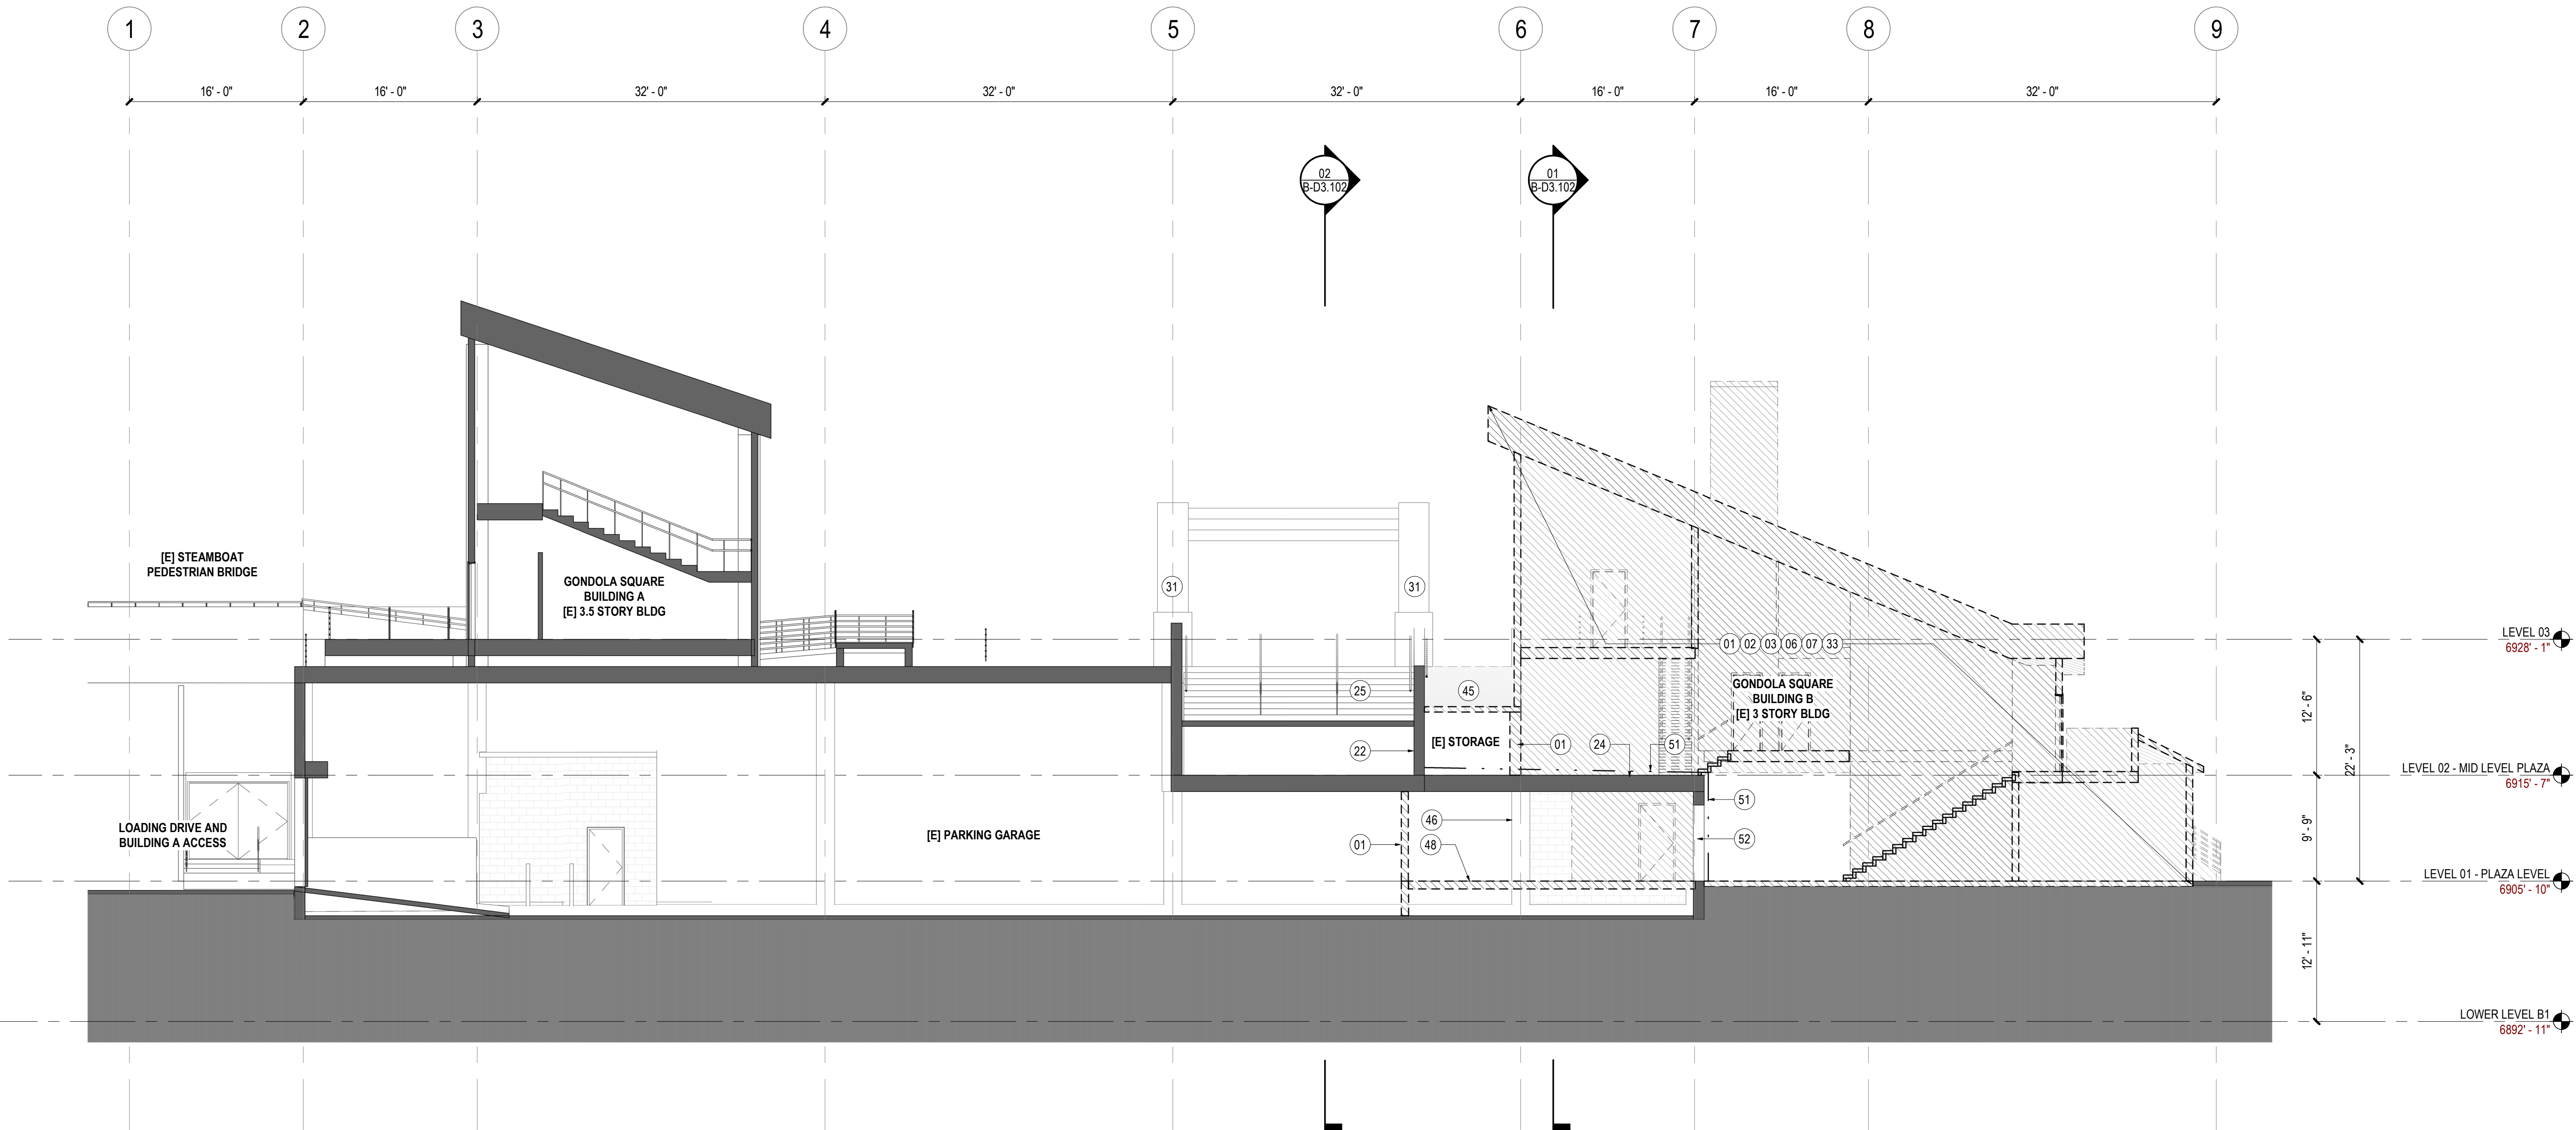 1
2
3
4
5
6
7
8
9
16' - 0"
16' - 0"
32' - 0"
32' - 0"
32' - 0"
16' - 0"
16' - 0"
32' - 0"
02
B-D3.102
01
B-D3.102
[E] STEAMBOAT
PEDESTRIAN BRIDGE
GONDOLA SQUARE
BUILDING A
[E] 3.5 STORY BLDG
31
31
01
02
03
06
07
33
LEVEL 03
6928' - 1"
25
45
GONDOLA SQUARE
BUILDING B
[E] 3 STORY BLDG
12' - 6"
22
[E] STORAGE
01
24
51
22' - 3"
LEVEL 02 - MID LEVEL PLAZA
6915' - 7"
51
LOADING DRIVE AND
BUILDING A ACCESS
[E] PARKING GARAGE
46
01
48
52
9' - 9"
LEVEL 01 - PLAZA LEVEL
6905' - 10"
12' - 11"
LOWER LEVEL B1
6892' - 11"